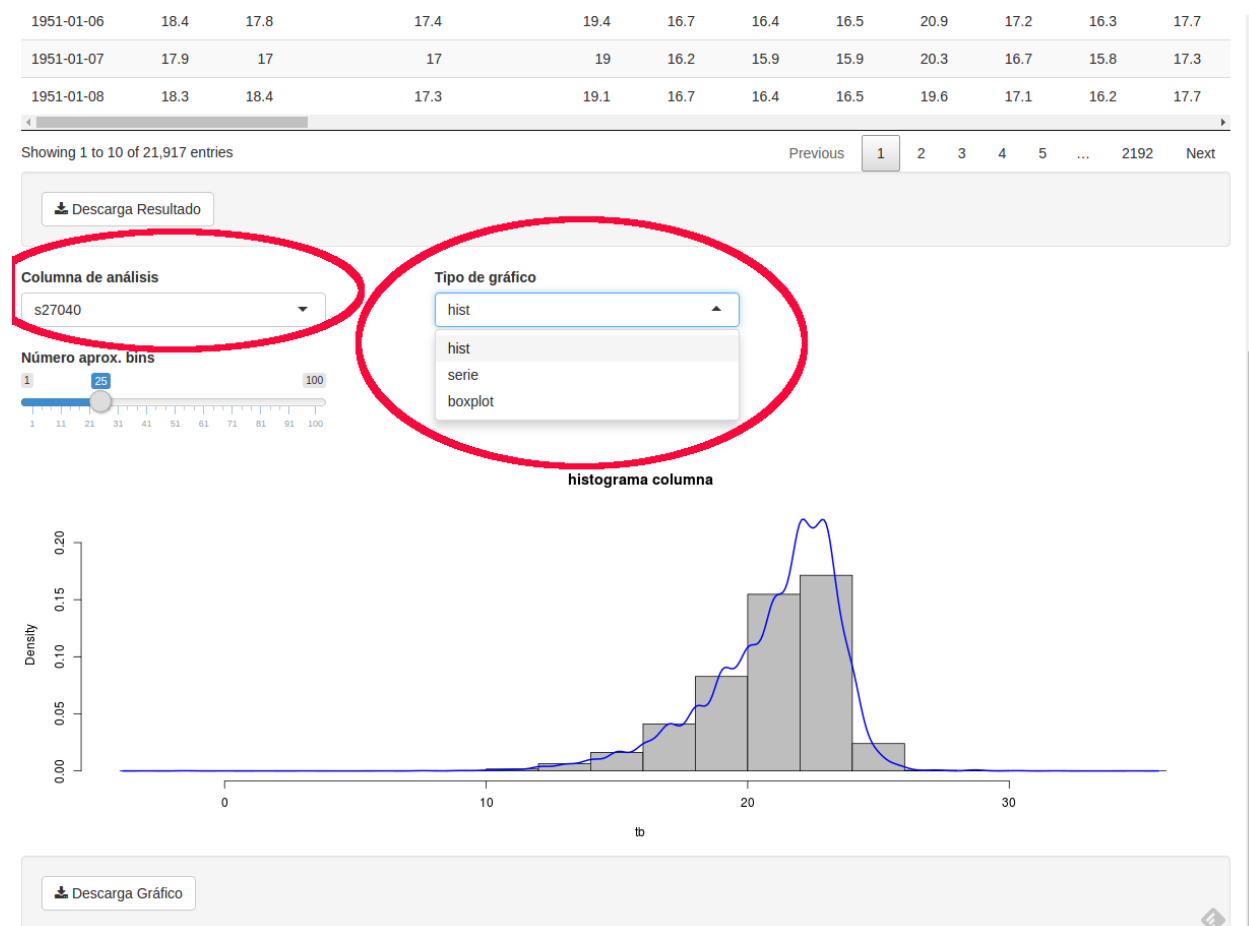 1951-01-06 18.4 17.8 17.4 19.4 16.7 16.4 16.5 20.9 17.2 16.3 17.7
1951-01-07 17.9 17 17 19 16.2 15.9 15.9 20.3 16.7 15.8 17.3
1951-01-08 18.3 18.4 17.3 19.1 16.7 16.4 16.5 19.6 17.1 16.2 17.7
Showing 1 to 10 of 21,917 entries Previous 1 2 3 4 5 ... 2192 Next
Descarga Resultado
Columna de análisis
s27040
Número aprox. bins
1 25 100
1 11 21 31 41 51 61 71 81 91 100
Tipo de gráfico
hist
hist
serie
boxplot
histograma columna
Density
0.20
0.15
0.10
0.05
0.00
0 10 20 30
tb
Descarga Gráfico